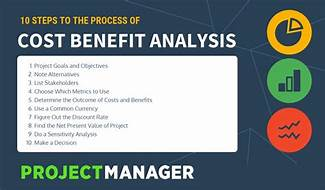 10 STEPS TO THE PROCESS OF
COST BENEFIT ANALYSIS
1 Project Goals and Objectives
2 Note Alternatives
3 List Stakeholders
4 Choose Which Metrics to Use
5 Determine the Outcome of Costs and Benefits
6 Use a Common Currency
7 Figure Out the Discount Rate
8 Find the Net Present Value of Project
9 Do a Sensitivity Analysis
10 Make a Decision
PROJECTMANAGER